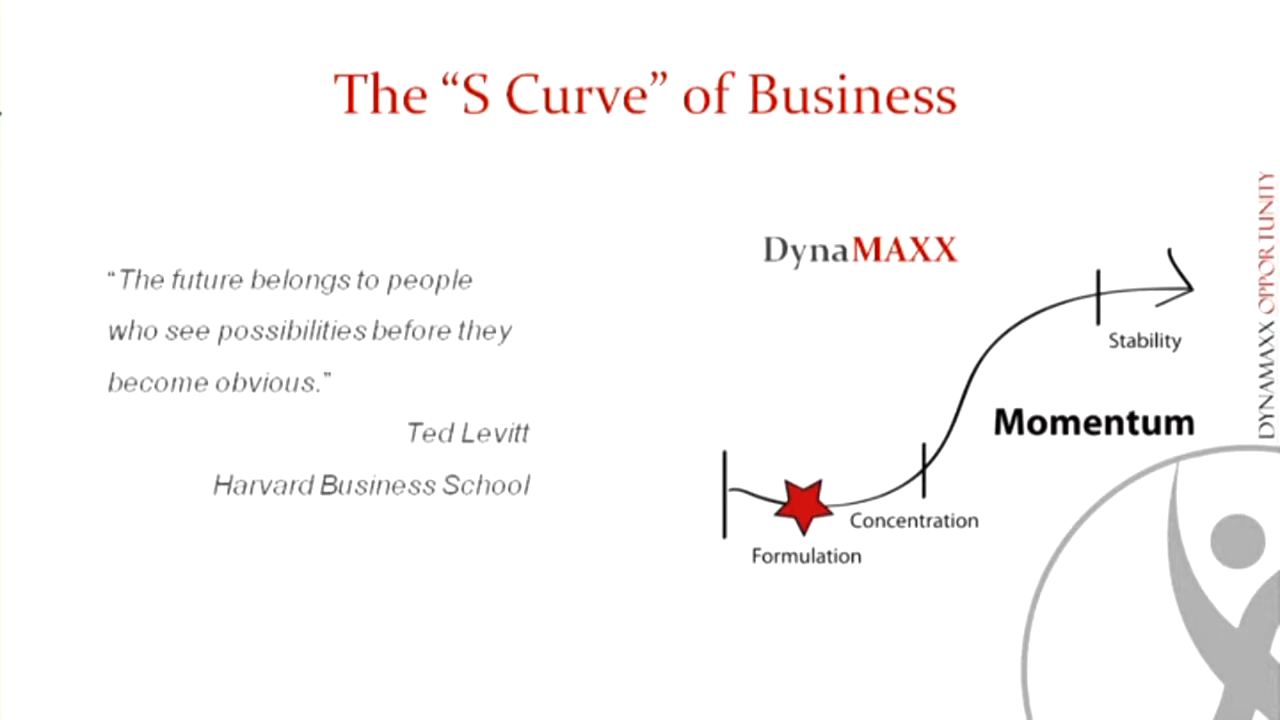 The “S Curve” of Business
“The future belongs to people
who see possibilities before they
become obvious.”
Ted Levitt
Harvard Business School
DynaMAXX
Stability
Momentum
Concentration
Formulation
DYNAMAXX OPPORTUNITY